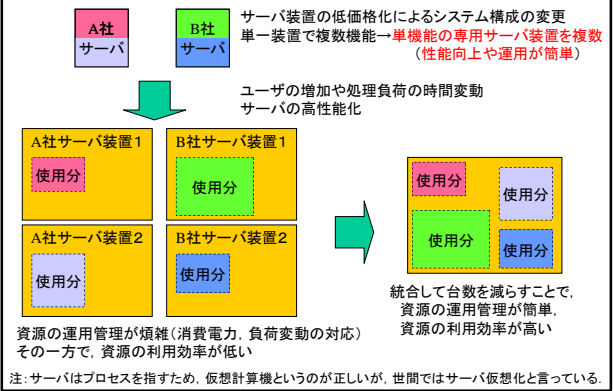 A社
サーバ
B社
サーバ
サーバ装置の低価格化によるシステム構成の変更
単一装置で複数機能→単機能の専用サーバ装置を複数
(性能向上や運用が簡単)
ユーザの増加や処理負荷の時間変動
サーバの高性能化
A社サーバ装置1
使用分
B社サーバ装置1
使用分
A社サーバ装置2
使用分
B社サーバ装置2
使用分
使用分
使用分
使用分
使用分
資源の運用管理が煩雑(消費電力,負荷変動の対応)
その一方で,資源の利用効率が低い
統合して台数を減らすことで,
資源の運用管理が簡単,
資源の利用効率が高い
注:サーバはプロセスを指すため,仮想計算機というのが正しいが,世間ではサーバ仮想化と言っている.